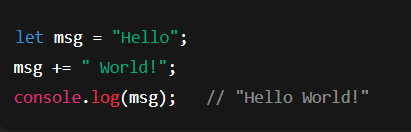 let msg = "Hello";
msg += " World!";
console.log(msg);   // "Hello World!"